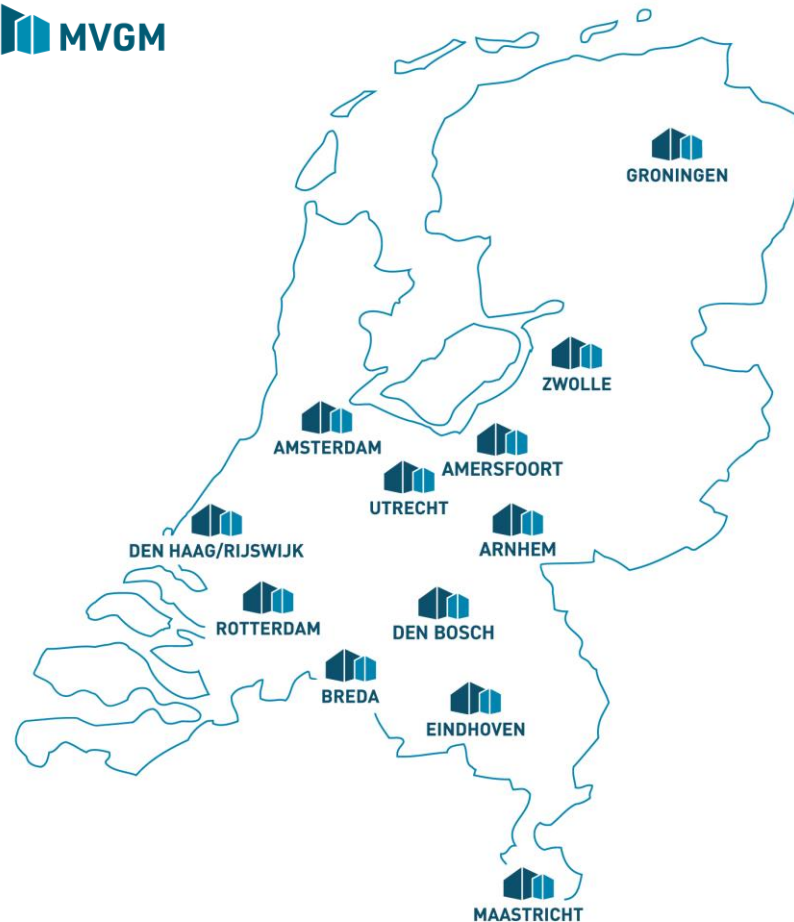 MVGM
GRONINGEN
ZWOLLE
AMSTERDAM
AMERSFOORT
UTRECHT
DEN HAAG/RIJSWIJK
ARNHEM
ROTTERDAM
DEN BOSCH
BREDA
EINDHOVEN
MAASTRICHT